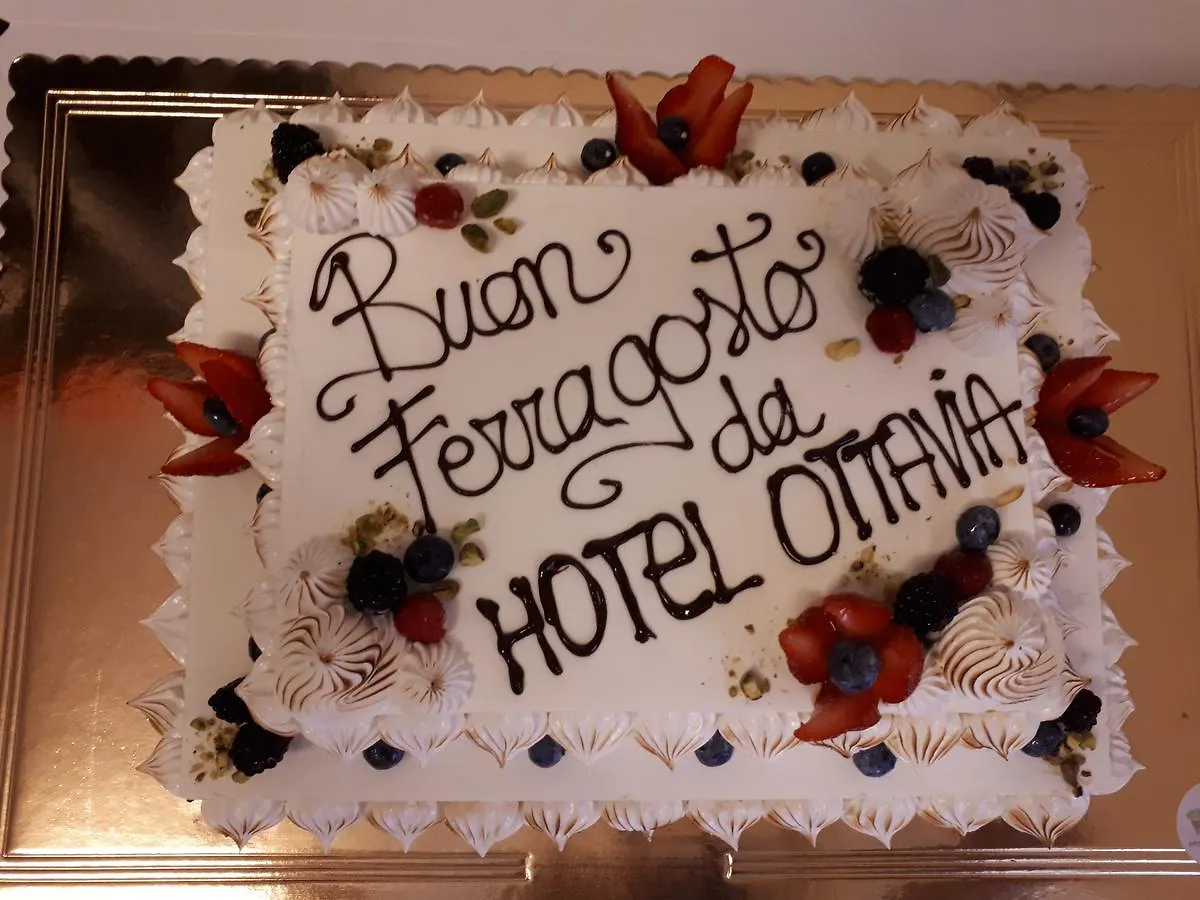 Buon
Ferragosto
da
HOTEL OTTAVIA